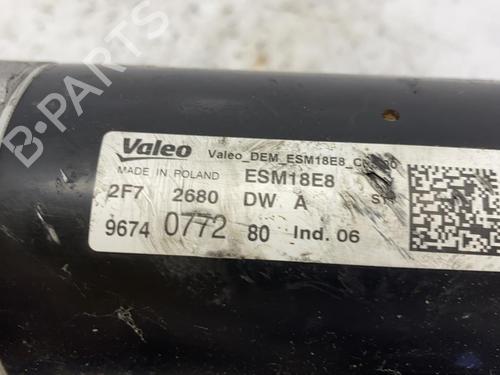 Valeo Valeo_DEM_ESM18E8
MADE IN POLAND ESM18E8
2F7 2680 DW A
9674 0772 80 Ind. 06
B-Parts